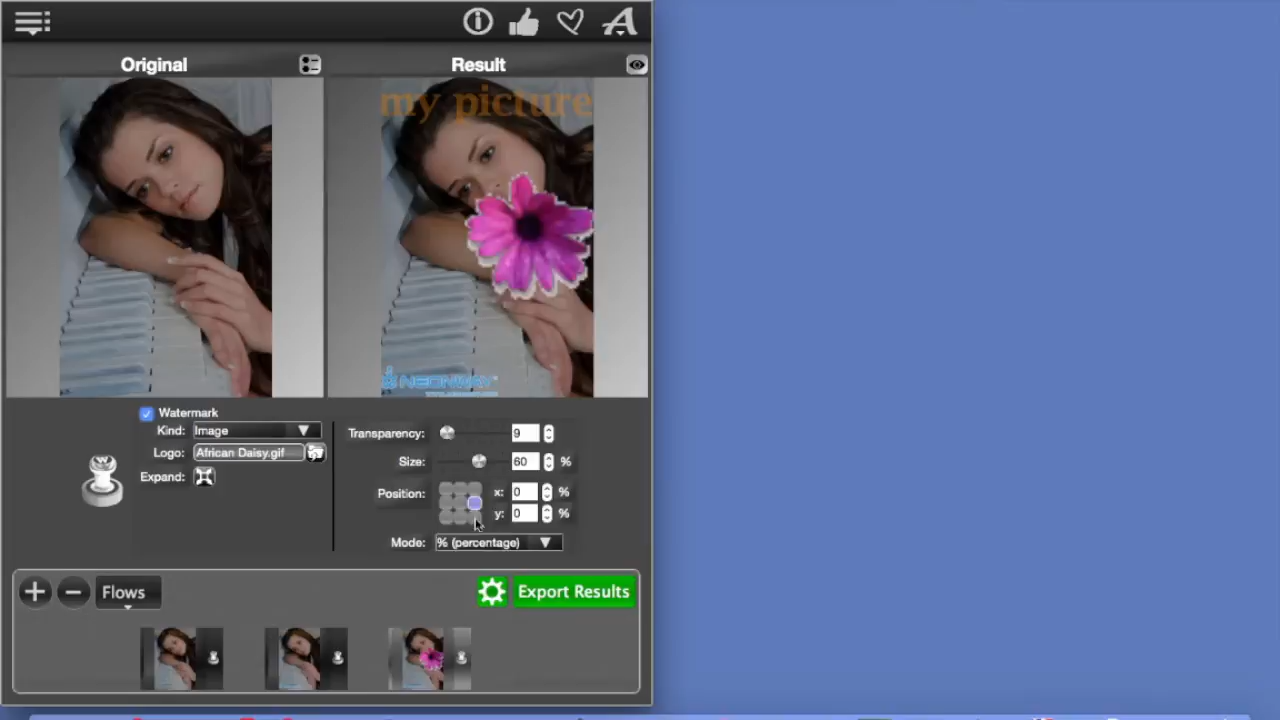 Original
Result
my picture
NEONWAY
Watermark
Kind: Image
Logo: African Daisy.gif
Expand:
Transparency: 9
Size: 60 %
Position: x: 0 %
y: 0 %
Mode: % (percentage)
Flows
Export Results